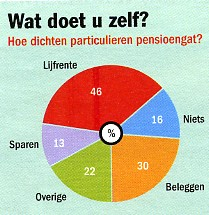 Wat doet u zelf?
Hoe dichten particulieren pensioengat?
Lijfrente
46
%
16
Niets
Sparen
13
30
22
Overige
Beleggen